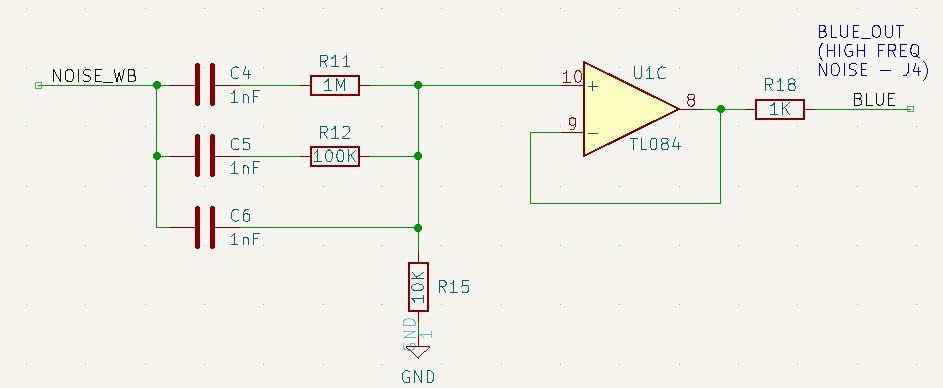 BLUE_OUT
(HIGH FREQ
NOISE – J4)
NOISE_WB
C4
1nF
R11
1M
10
+
U1C
8
R18
1K
BLUE
9
−
TL084
C5
1nF
R12
100K
C6
1nF
10K
R15
GND
1
GND